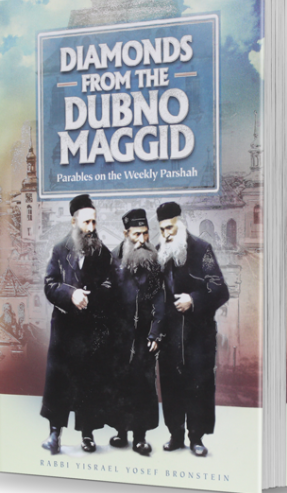 DIAMONDS
FROM THE
DUBNO
MAGGID
Parables on the Weekly Parshah
RABBI YISRAEL YOSEF BRONSTEIN